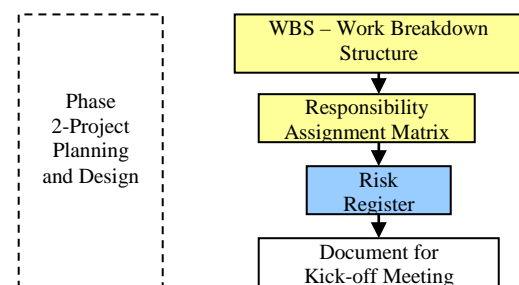 WBS – Work Breakdown
Structure
Phase
2-Project
Planning
and Design
Responsibility
Assignment Matrix
Risk
Register
Document for
Kick-off Meeting